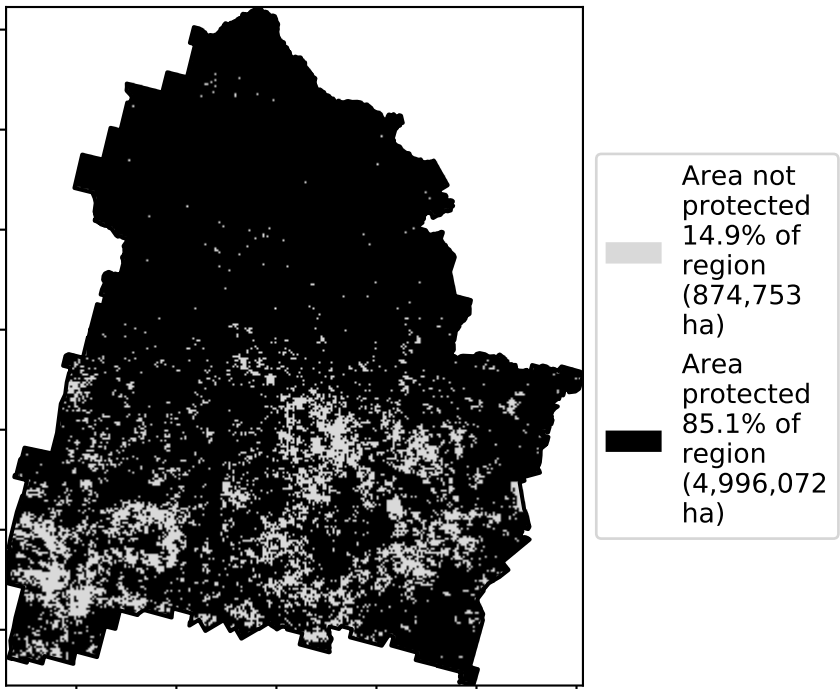 Area not
protected
14.9% of
region
(874,753
ha)
Area
protected
85.1% of
region
(4,996,072
ha)